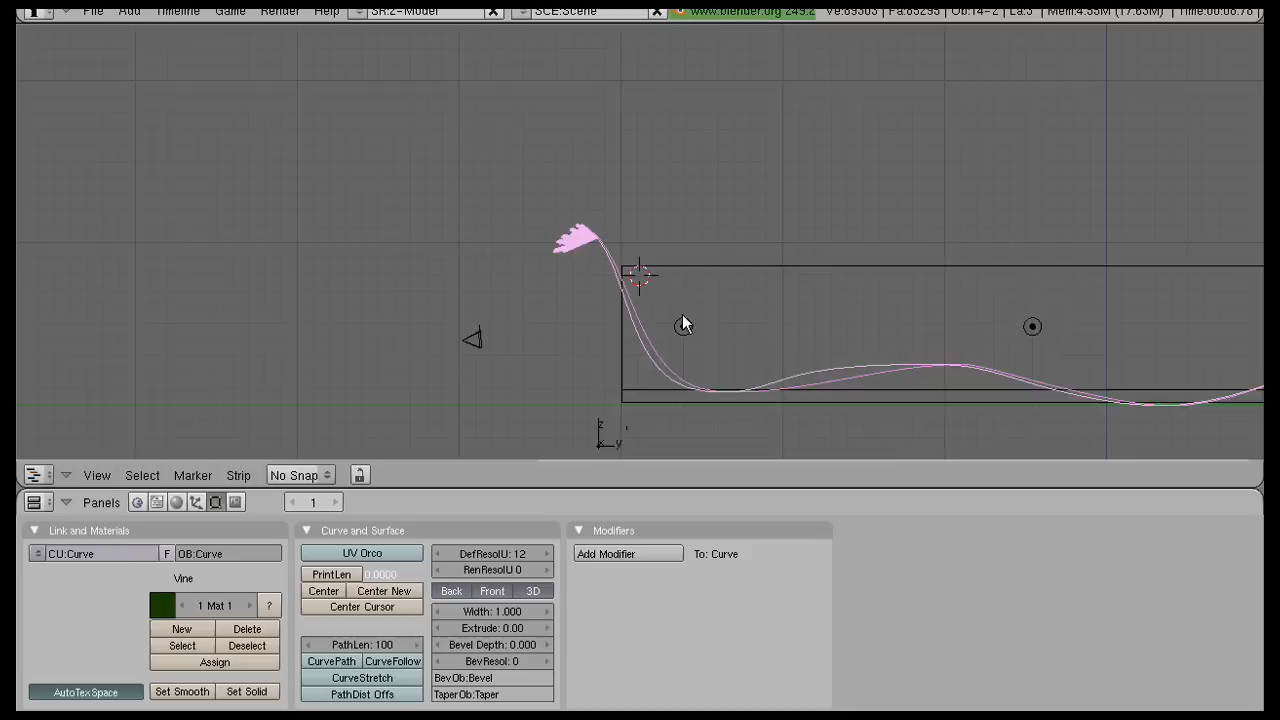 File Add Timeline Game Render Help SR:2-Model SCE:Scene www.blender.org 249.2
z
y
View Select Marker Strip No Snap
Panels 1
Link and Materials Curve and Surface Modifiers
CU:Curve F OB:Curve UV Orco DefResolU: 12 Add Modifier To: Curve
PrintLen 0.0000 RenResolU 0
Vine Center Center New Back Front 3D
1 Mat 1 ? Center Cursor Width: 1.000
New Delete Extrude: 0.00
Select Deselect PathLen: 100 Bevel Depth: 0.000
Assign CurvePath CurveFollow BevResol: 0
CurveStretch BevOb:Bevel
AutoTexSpace Set Smooth Set Solid PathDist Offs TaperOb:Taper